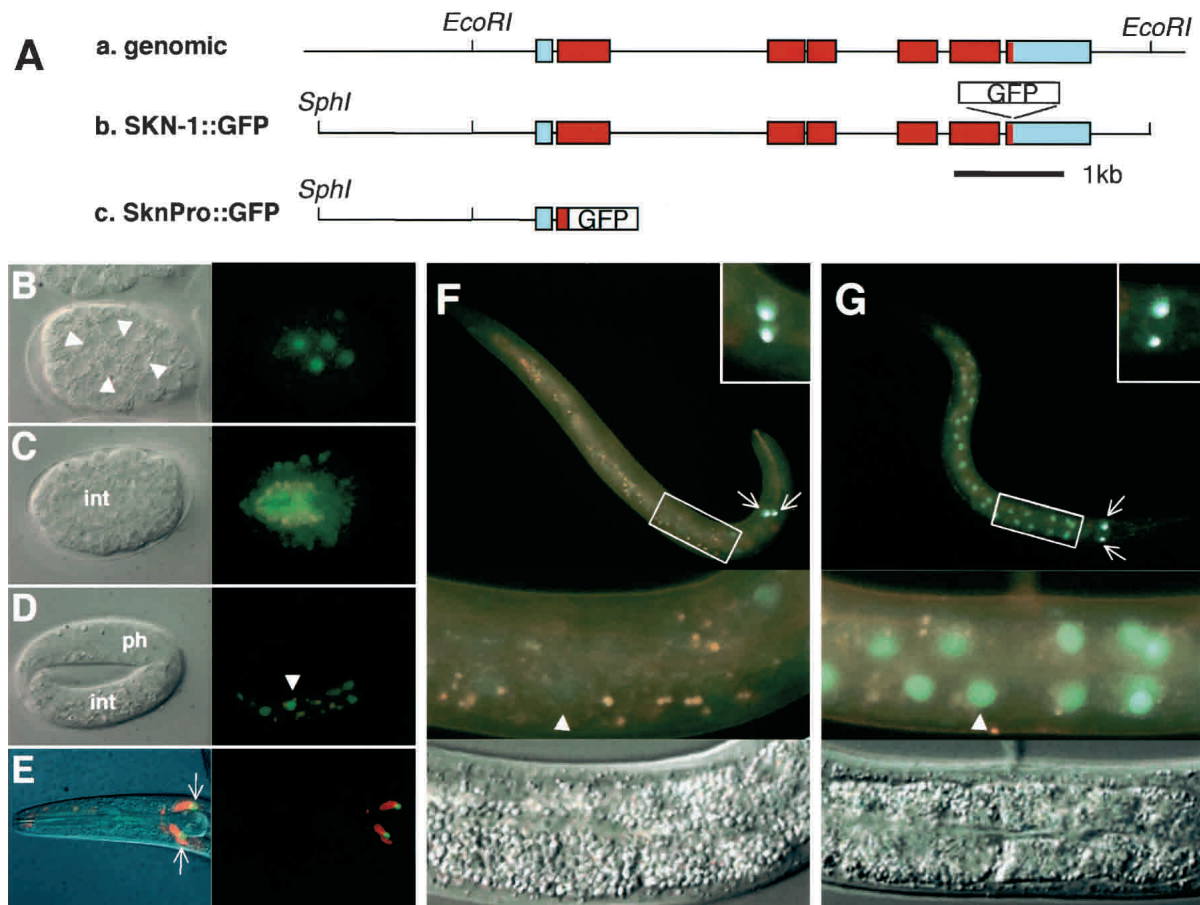 A
a. genomic
EcoRI
EcoRI
GFP
SphI
b. SKN-1::GFP
1kb
SphI
c. SknPro::GFP
GFP
B
C
int
D
ph
int
E
F
G